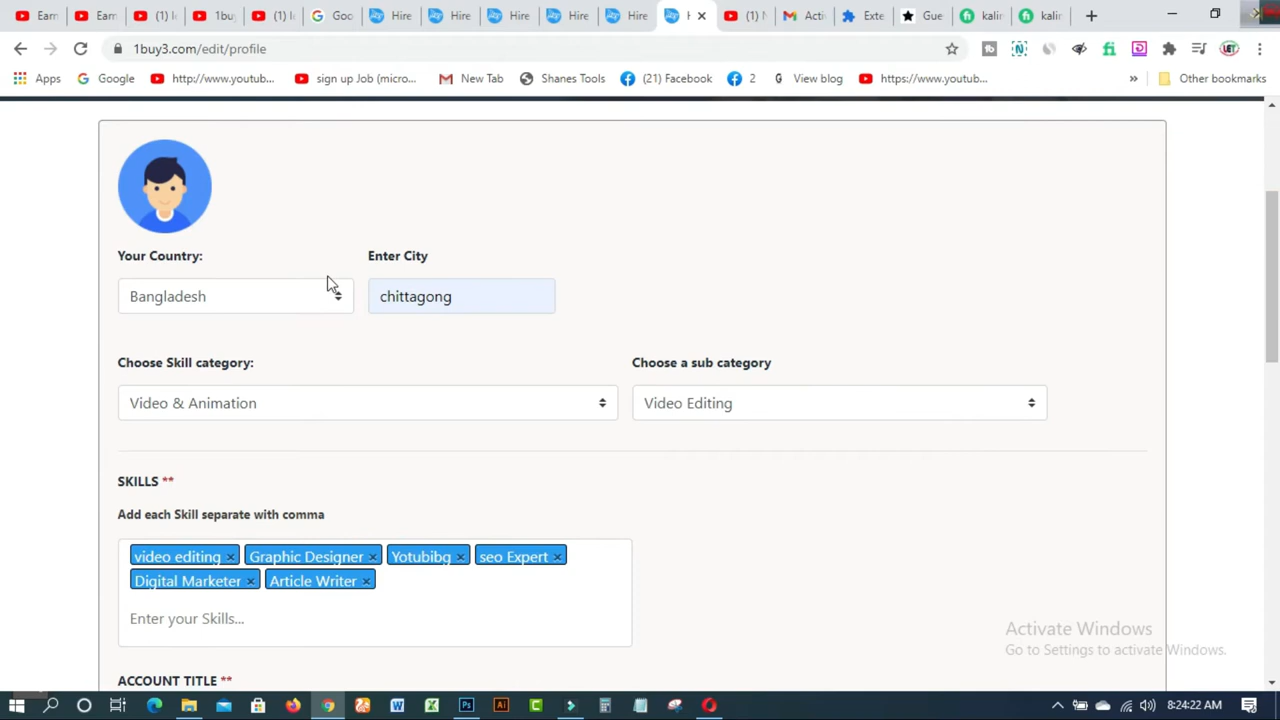 Earn
(1) I
1buy
(1) I
Goo
Hire
Hire
Hire
Hire
Hire
H
(1)
Acti
Exte
Gue
kalir
kalir
1buy3.com/edit/profile
Apps
Google
http://www.youtub...
sign up Job (micro...
New Tab
Shanes Tools
(21) Facebook
2
View blog
https://www.youtub...
»
Other bookmarks
Your Country:
Enter City
Bangladesh
chittagong
Choose Skill category:
Choose a sub category
Video & Animation
Video Editing
SKILLS **
Add each Skill separate with comma
video editing × Graphic Designer × Yotubibg × seo Expert ×
Digital Marketer × Article Writer ×
Enter your Skills...
Activate Windows
Go to Settings to activate Windows.
ACCOUNT TITLE **
8:24:22 AM